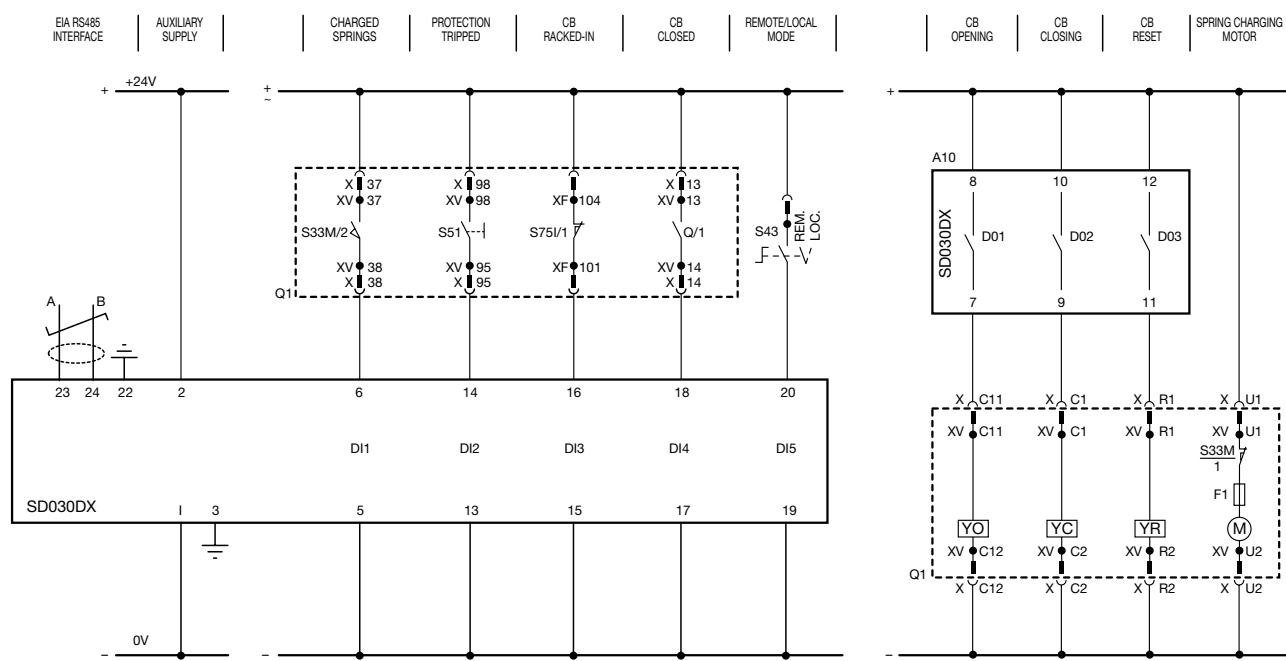 EIA RS485
INTERFACE
AUXILIARY
SUPPLY
CHARGED
SPRINGS
PROTECTION
TRIPPED
CB
RACKED-IN
CB
CLOSED
REMOTE/LOCAL
MODE
CB
OPENING
CB
CLOSING
CB
RESET
SPRING CHARGING
MOTOR
+ +24V
+
~
+
A10
8 10 12
SD030DX
D01 D02 D03
7 9 11
X 37 X 98 X 13
XV 37 XV 98 XF 104 XV 13
S33M/2 S51 S75I/1 Q/1 S43 REM.
LOC.
XV 38 XV 95 XF 101 XV 14
X 38 X 95 X 14
Q1
A B
23 24 22 2 6 14 16 18 20
DI1 DI2 DI3 DI4 DI5
SD030DX I 3 5 13 15 17 19
X C11 X C1 X R1 X U1
XV C11 XV C1 XV R1 XV U1
S33M
1
F1
YO YC YR M
XV C12 XV C2 XV R2 XV U2
Q1
X C12 X C2 X R2 X U2
0V
– – –